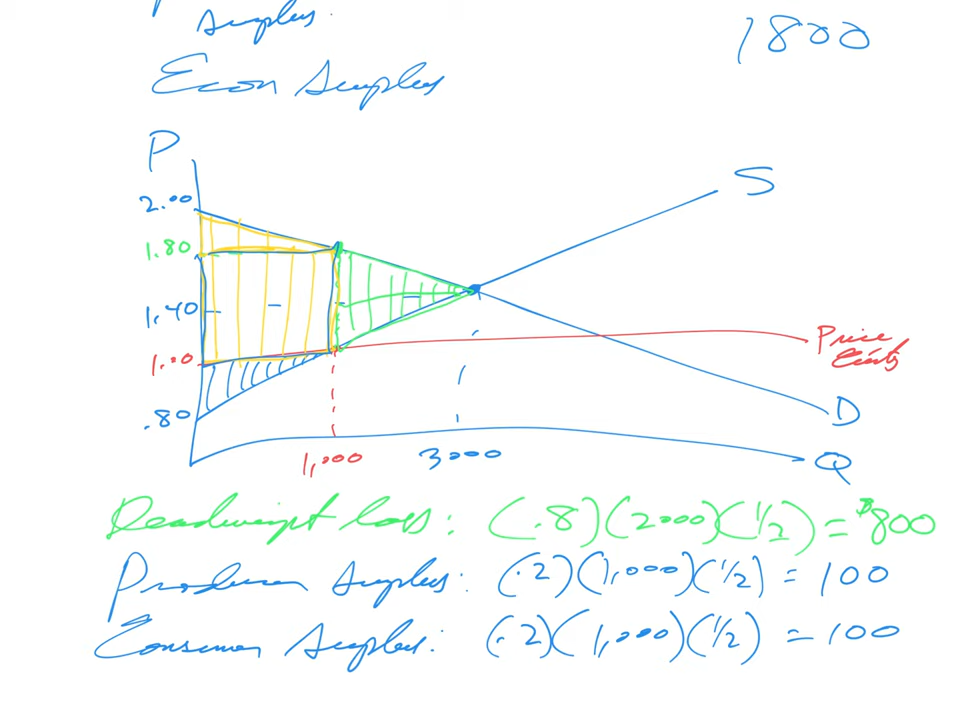 Surplus.
1800
Econ Surplus
P
S
2.00
1.80
1.40
Price
1.00
.80
D
1,000
3000
Q
Deadweight loss: (.8)(2000)(1/2) = $800
Producer Surplus: (.2)(1,000)(1/2) = 100
Consumer Surplus: (.2)(1,000)(1/2) = 100